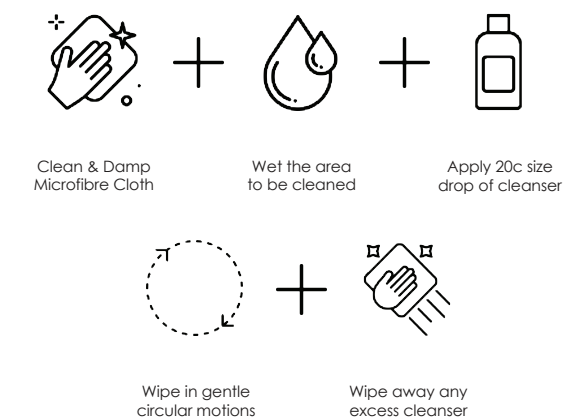 Clean & Damp
Microfibre Cloth
Wet the area
to be cleaned
Apply 20c size
drop of cleanser
Wipe in gentle
circular motions
Wipe away any
excess cleanser